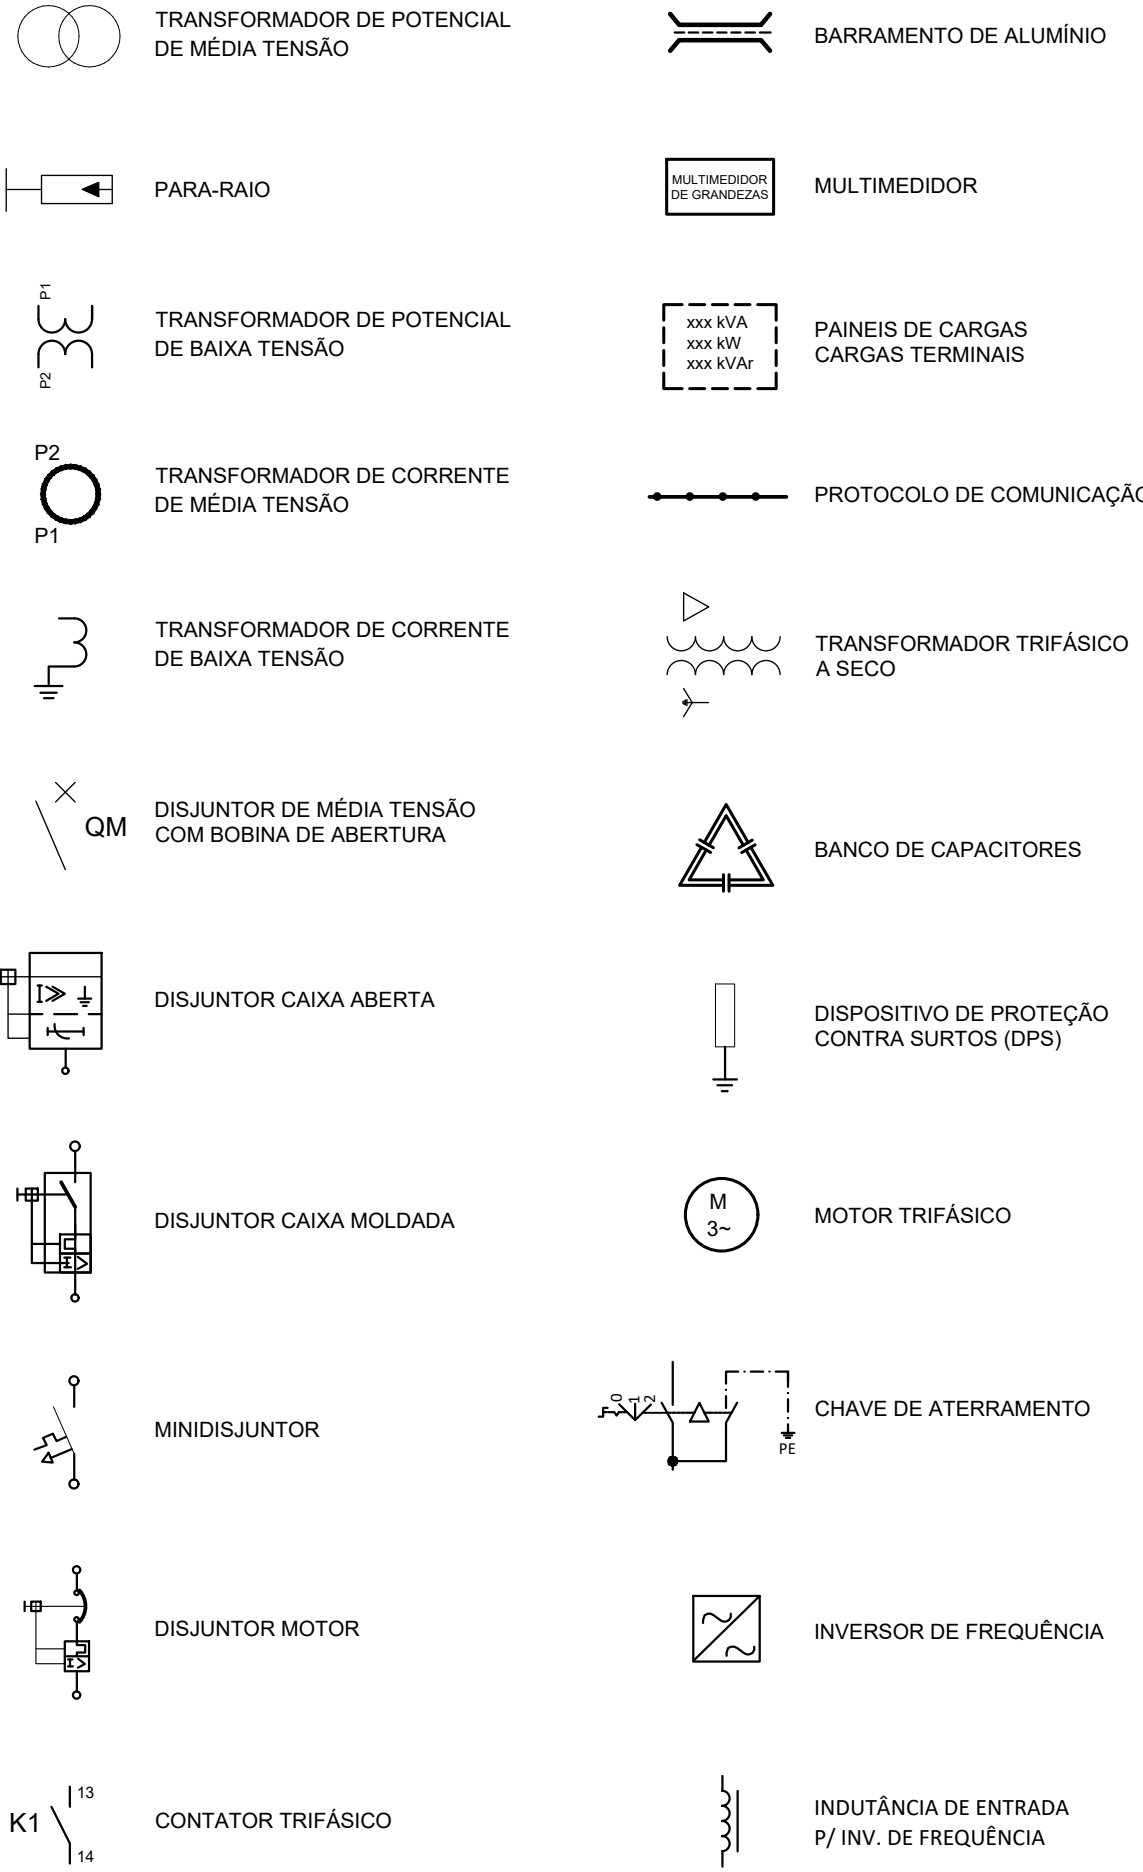 TRANSFORMADOR DE POTENCIAL
DE MÉDIA TENSÃO
PARA-RAIO
P1
P2
TRANSFORMADOR DE POTENCIAL
DE BAIXA TENSÃO
P2
P1
TRANSFORMADOR DE CORRENTE
DE MÉDIA TENSÃO
TRANSFORMADOR DE CORRENTE
DE BAIXA TENSÃO
QM
DISJUNTOR DE MÉDIA TENSÃO
COM BOBINA DE ABERTURA
I>>
DISJUNTOR CAIXA ABERTA
I>
DISJUNTOR CAIXA MOLDADA
MINIDISJUNTOR
I>
DISJUNTOR MOTOR
K1
13
14
CONTATOR TRIFÁSICO
BARRAMENTO DE ALUMÍNIO
MULTIMEDIDOR
DE GRANDEZAS
MULTIMEDIDOR
xxx kVA
xxx kW
xxx kVAr
PAINEIS DE CARGAS
CARGAS TERMINAIS
PROTOCOLO DE COMUNICAÇÃO
TRANSFORMADOR TRIFÁSICO
A SECO
BANCO DE CAPACITORES
DISPOSITIVO DE PROTEÇÃO
CONTRA SURTOS (DPS)
M
3~
MOTOR TRIFÁSICO
0 1 2
PE
CHAVE DE ATERRAMENTO
INVERSOR DE FREQUÊNCIA
INDUTÂNCIA DE ENTRADA
P/ INV. DE FREQUÊNCIA